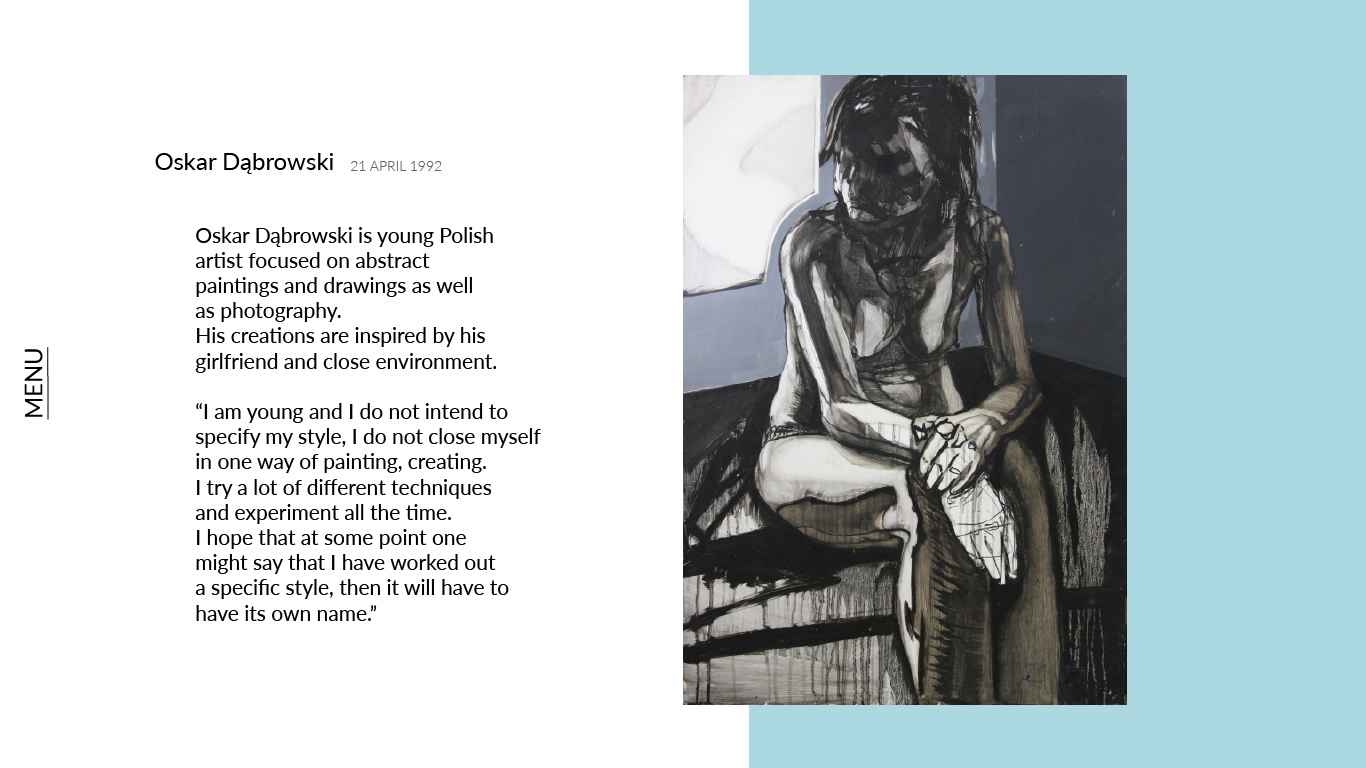 Oskar Dąbrowski 21 APRIL 1992
Oskar Dąbrowski is young Polish
artist focused on abstract
paintings and drawings as well
as photography.
His creations are inspired by his
girlfriend and close environment.
“I am young and I do not intend to
specify my style, I do not close myself
in one way of painting, creating.
I try a lot of different techniques
and experiment all the time.
I hope that at some point one
might say that I have worked out
a specific style, then it will have to
have its own name.”
MENU